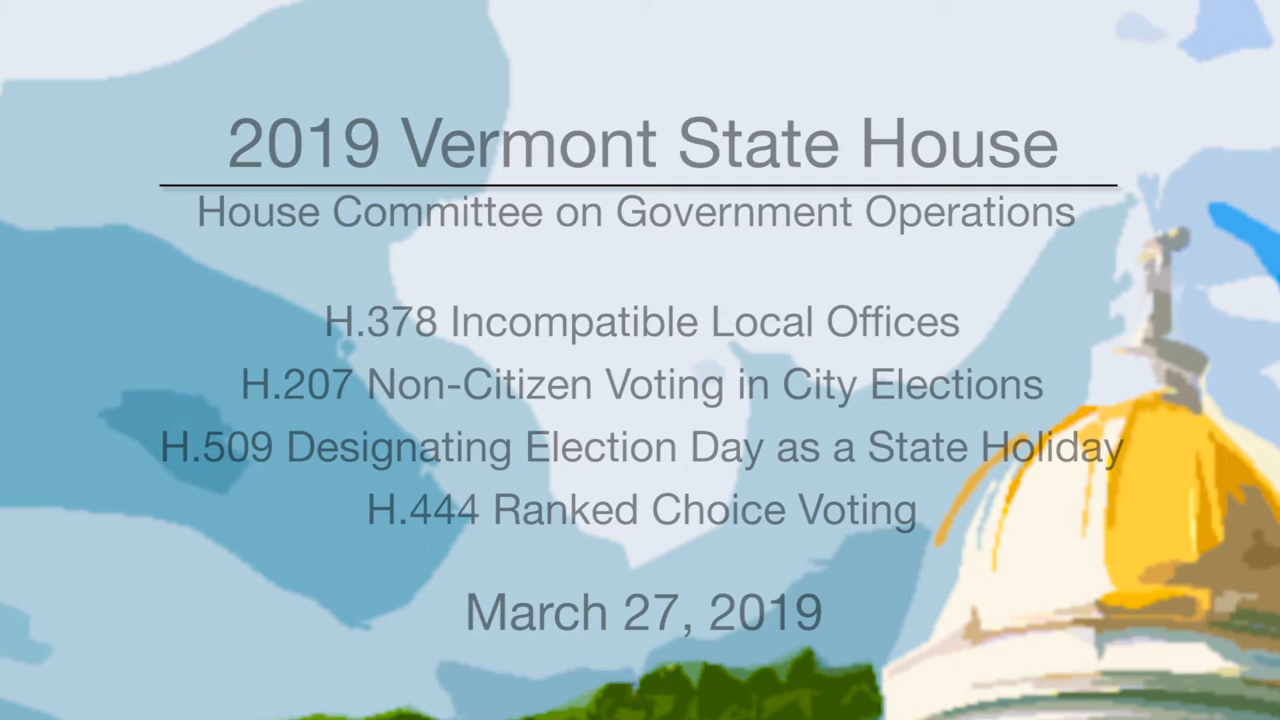 2019 Vermont State House
House Committee on Government Operations
H.378 Incompatible Local Offices
H.207 Non-Citizen Voting in City Elections
H.509 Designating Election Day as a State Holiday
H.444 Ranked Choice Voting
March 27, 2019